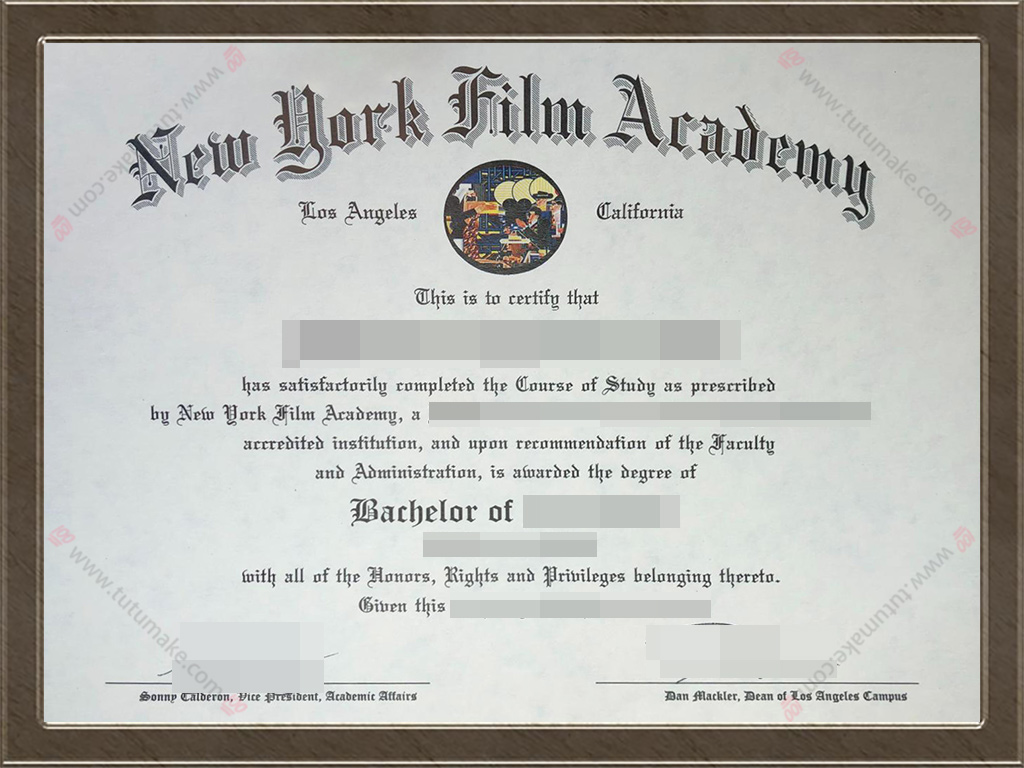 New York Film Academy
Los Angeles California
This is to certify that
has satisfactorily completed the Course of Study as prescribed
by New York Film Academy, a
accredited institution, and upon recommendation of the Faculty
and Administration, is awarded the degree of
Bachelor of
with all of the Honors, Rights and Privileges belonging thereto.
Given this
Sonny Calderon, Vice President, Academic Affairs
Dan Mackler, Dean of Los Angeles Campus
www.tutumake.com
www.tutumake.com
www.tutumake.com
www.tutumake.com